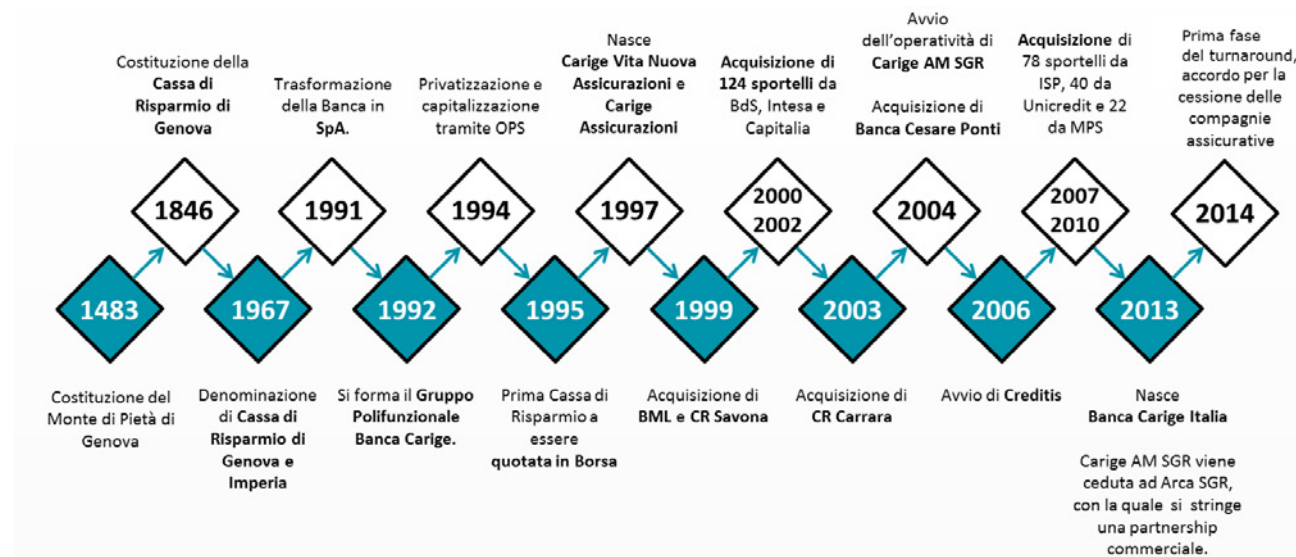 Costituzione della
Cassa di
Risparmio di
Genova
Trasformazione
della Banca in
SpA.
Privatizzazione e
capitalizzazione
tramite OPS
Nasce
Carige Vita Nuova
Assicurazioni e
Carige
Assicurazioni
Acquisizione di
124 sportelli da
BdS, Intesa e
Capitalia
Avvio
dell'operatività di
Carige AM SGR
Acquisizione di
Banca Cesare Ponti
Acquisizione di
78 sportelli da
ISP, 40 da
Unicredit e 22
da MPS
Prima fase
del turnaround,
accordo per la
cessione delle
compagnie
assicurative
1846
1991
1994
1997
2000
2002
2004
2007
2010
2014
1483
1967
1992
1995
1999
2003
2006
2013
Costituzione del
Monte di Pietà di
Genova
Denominazione
di Cassa di
Risparmio di
Genova e
Imperia
Si forma il Gruppo
Polifunzionale
Banca Carige.
Prima Cassa di
Risparmio a
essere
quotata in Borsa
Acquisizione di
BML e CR Savona
Acquisizione di
CR Carrara
Avvio di Creditis
Nasce
Banca Carige Italia
Carige AM SGR viene
ceduta ad Arca SGR,
con la quale si stringe
una partnership
commerciale.